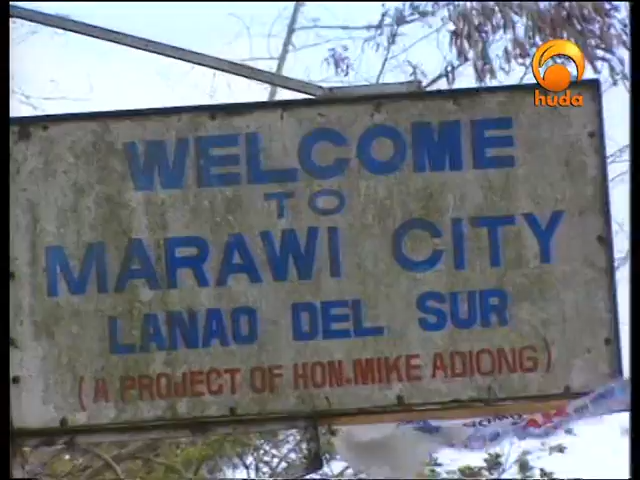 huda
WELCOME
TO
MARAWI CITY
LANAO DEL SUR
(A PROJECT OF HON. MIKE ADIONG)